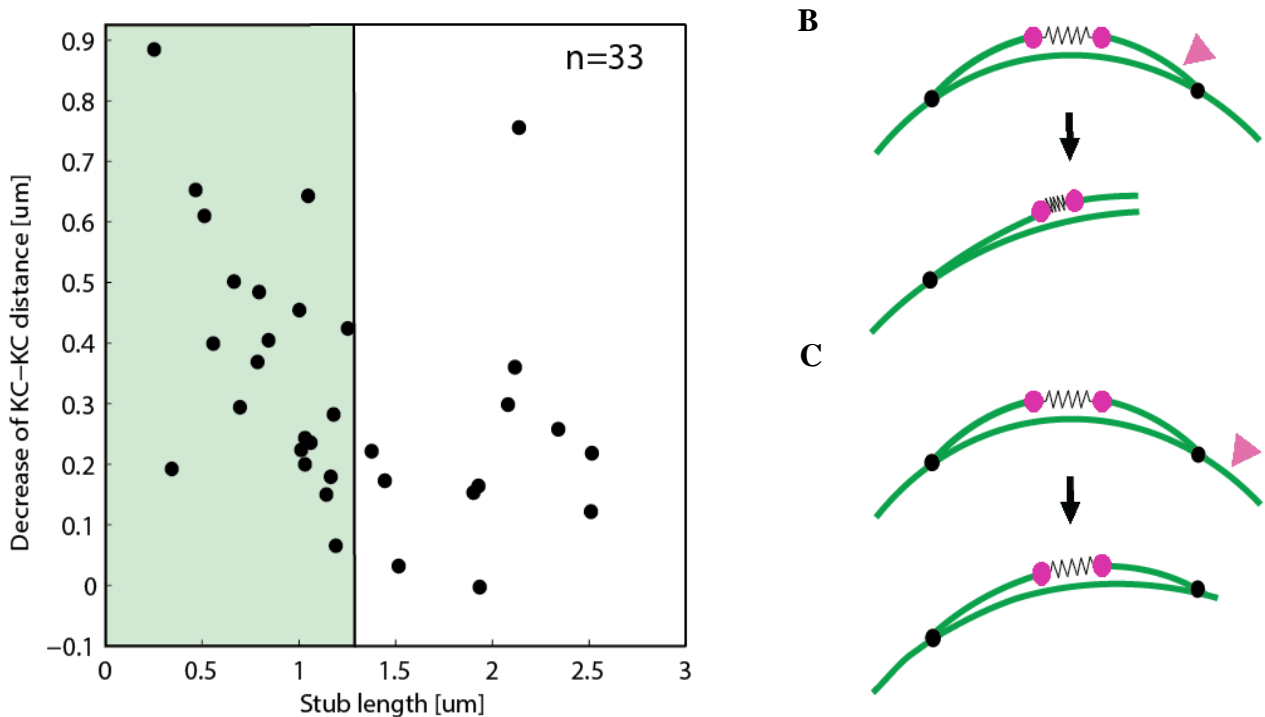 Decrease of KC–KC distance [um]
0.9
0.8
0.7
0.6
0.5
0.4
0.3
0.2
0.1
0
−0.1
n=33
0 0.5 1 1.5 2 2.5 3
Stub length [um]
B
C